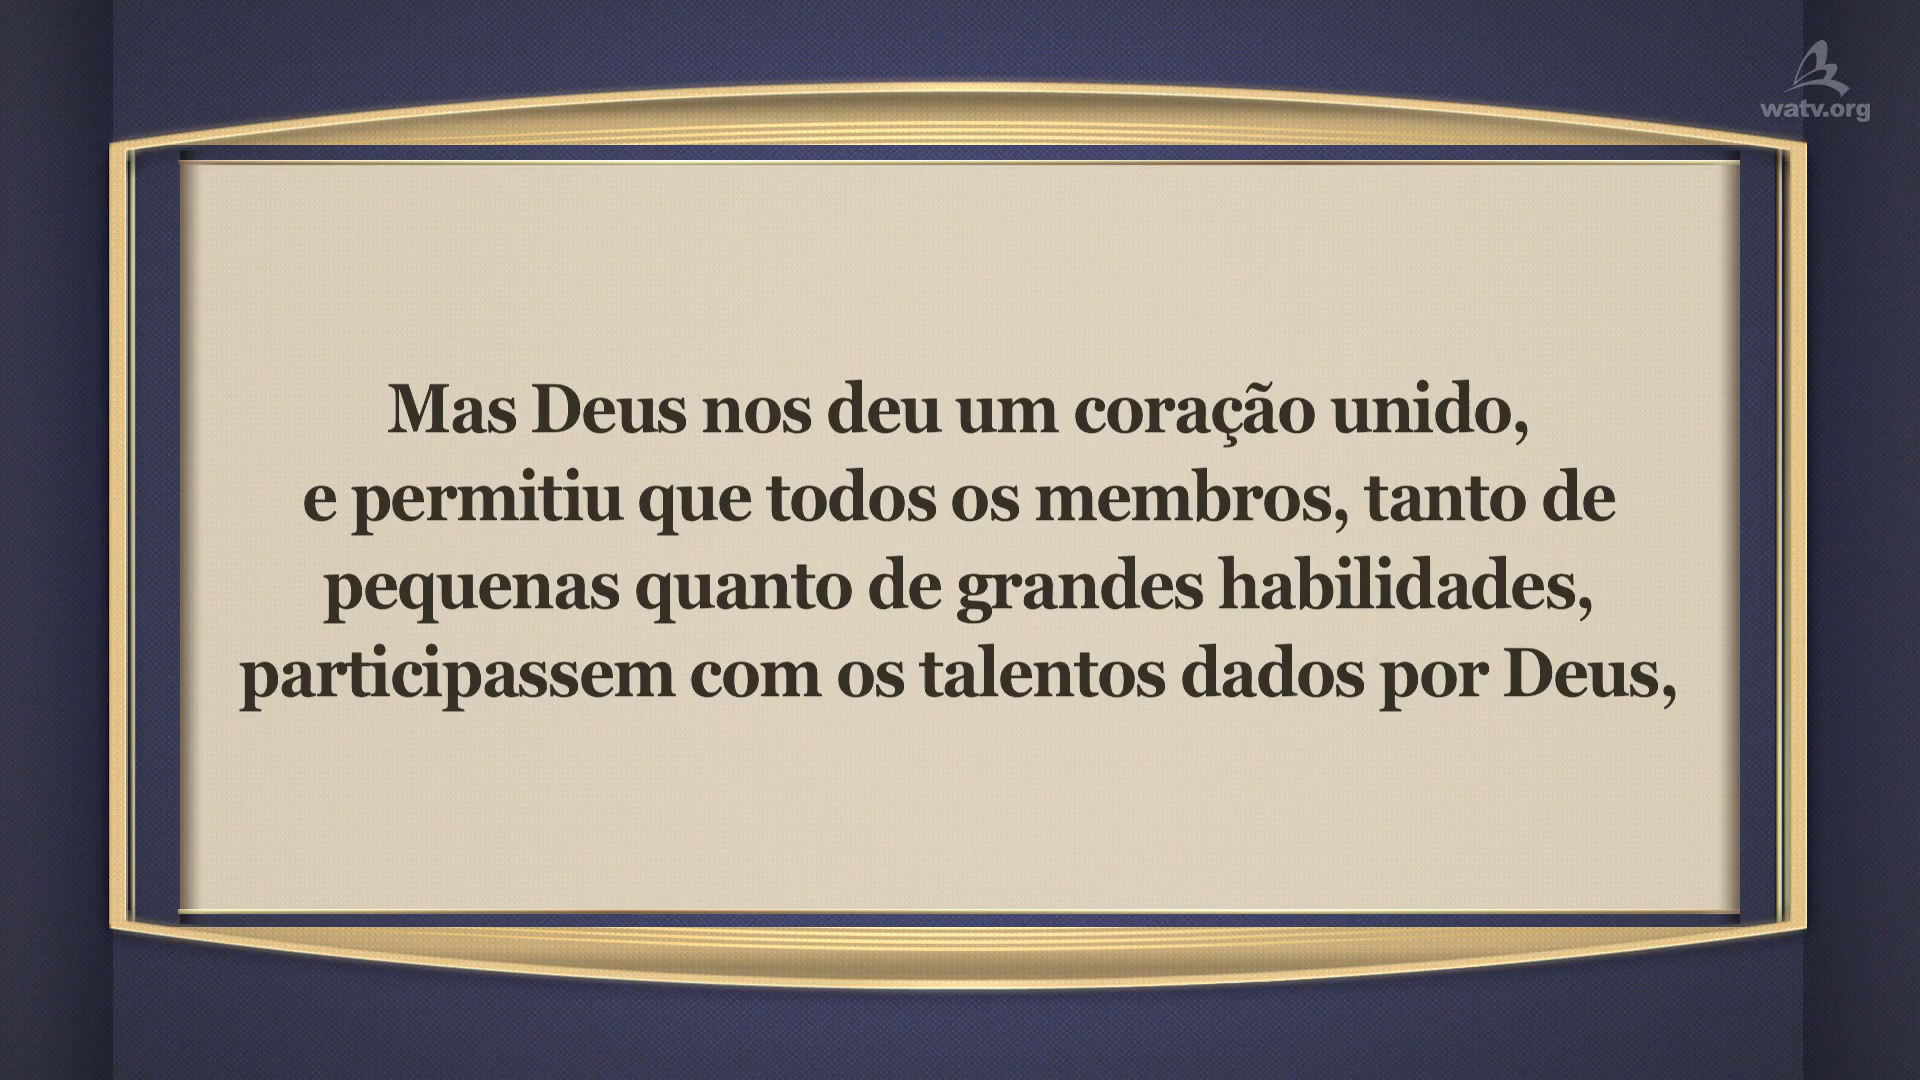 watv.org
Mas Deus nos deu um coração unido,
e permitiu que todos os membros, tanto de
pequenas quanto de grandes habilidades,
participassem com os talentos dados por Deus,